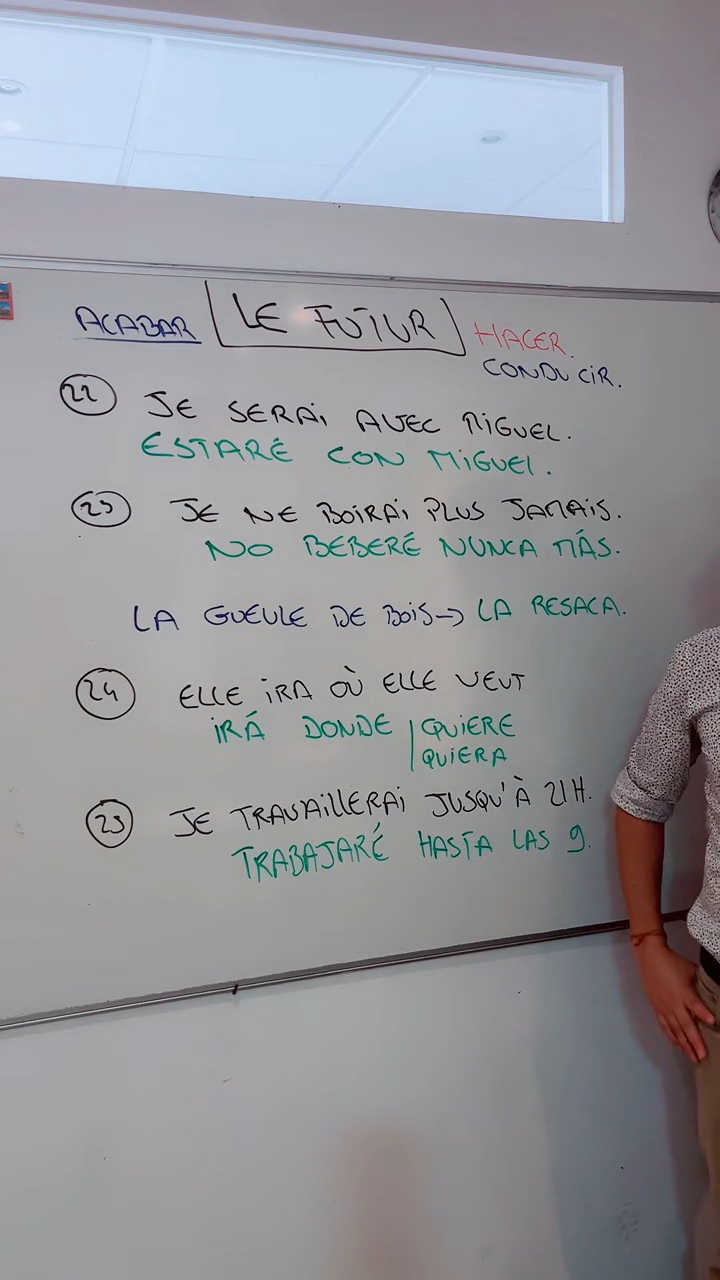 ACABAR LE FUTUR HACER.
CONDUCIR.
22 JE SERAI AVEC MIGUEL.
ESTARÉ CON MIGUEL.
23 JE NE BOIRAI PLUS JAMAIS.
NO BEBERÉ NUNCA MÁS.
LA GUEULE DE BOIS → LA RESACA.
24 ELLE IRA OÙ ELLE VEUT
IRÁ DONDE | QUIERE
QUIERA
25 JE TRAVAILLERAI JUSQU'À 21H.
TRABAJARÉ HASTA LAS 9.